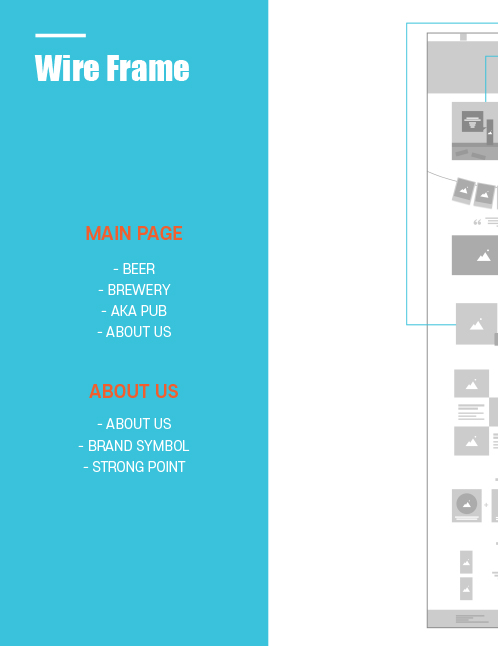 Wire Frame
MAIN PAGE
- BEER
- BREWERY
- AKA PUB
- ABOUT US
ABOUT US
- ABOUT US
- BRAND SYMBOL
- STRONG POINT